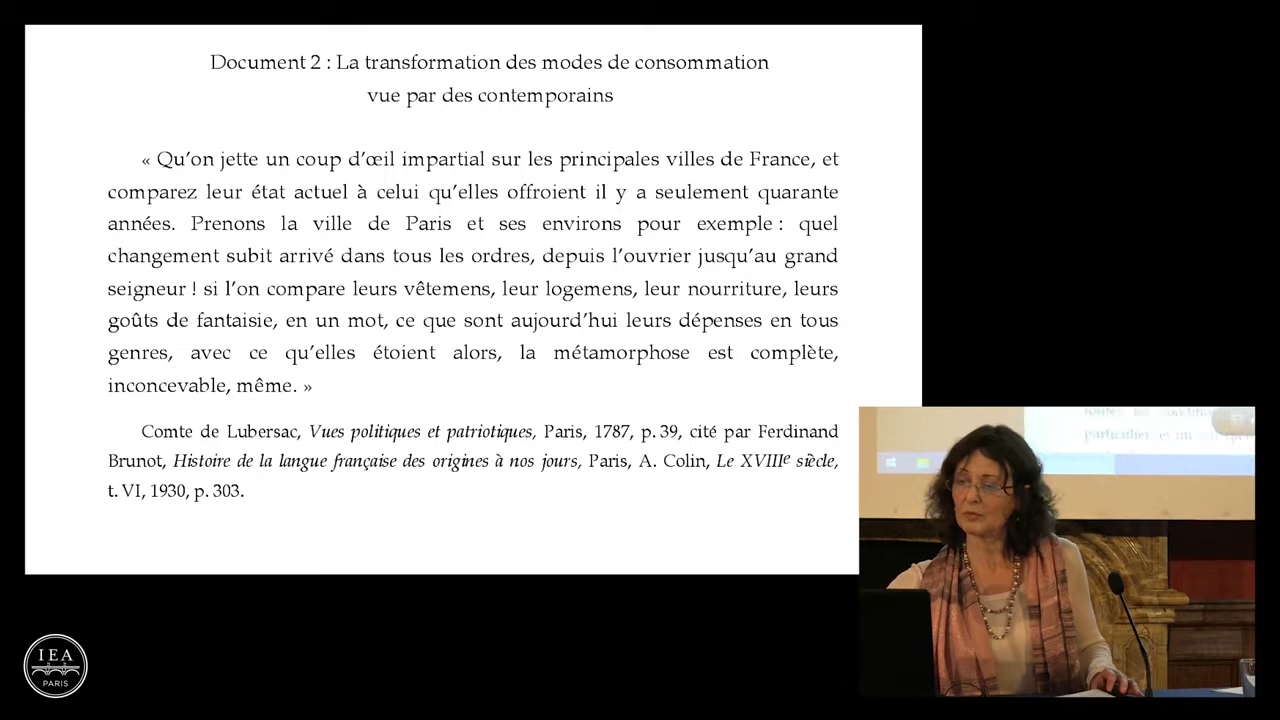 Document 2 : La transformation des modes de consommation
vue par des contemporains
« Qu’on jette un coup d’œil impartial sur les principales villes de France, et
comparez leur état actuel à celui qu’elles offroient il y a seulement quarante
années. Prenons la ville de Paris et ses environs pour exemple : quel
changement subit arrivé dans tous les ordres, depuis l’ouvrier jusqu’au grand
seigneur ! si l’on compare leurs vêtemens, leur logemens, leur nourriture, leurs
goûts de fantaisie, en un mot, ce que sont aujourd’hui leurs dépenses en tous
genres, avec ce qu’elles étoient alors, la métamorphose est complète,
inconcevable, même. »
Comte de Lubersac, Vues politiques et patriotiques, Paris, 1787, p. 39, cité par Ferdinand
Brunot, Histoire de la langue française des origines à nos jours, Paris, A. Colin, Le XVIIIe siècle,
t. VI, 1930, p. 303.
particulier, et
IEA
PARIS